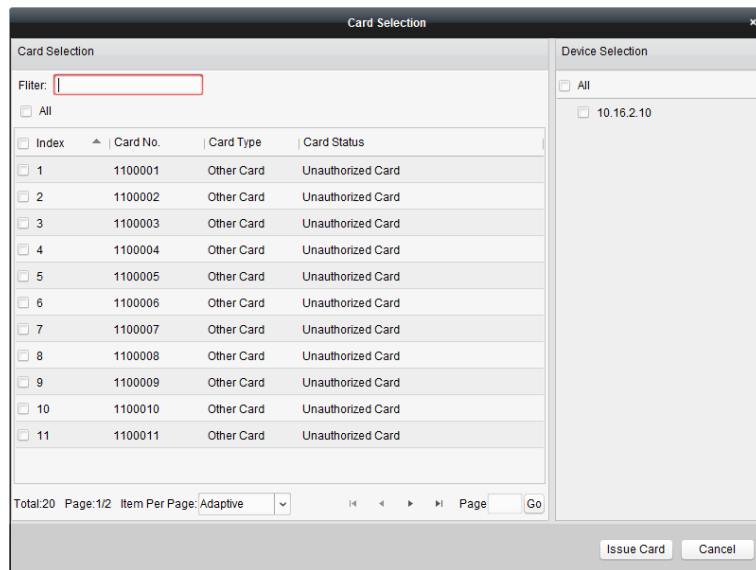 Card Selection
Card Selection
Device Selection
Fliter:
All
All
10.16.2.10
Index Card No. Card Type Card Status
1 1100001 Other Card Unauthorized Card
2 1100002 Other Card Unauthorized Card
3 1100003 Other Card Unauthorized Card
4 1100004 Other Card Unauthorized Card
5 1100005 Other Card Unauthorized Card
6 1100006 Other Card Unauthorized Card
7 1100007 Other Card Unauthorized Card
8 1100008 Other Card Unauthorized Card
9 1100009 Other Card Unauthorized Card
10 1100010 Other Card Unauthorized Card
11 1100011 Other Card Unauthorized Card
Total:20 Page:1/2 Item Per Page: Adaptive Page Go
Issue Card Cancel